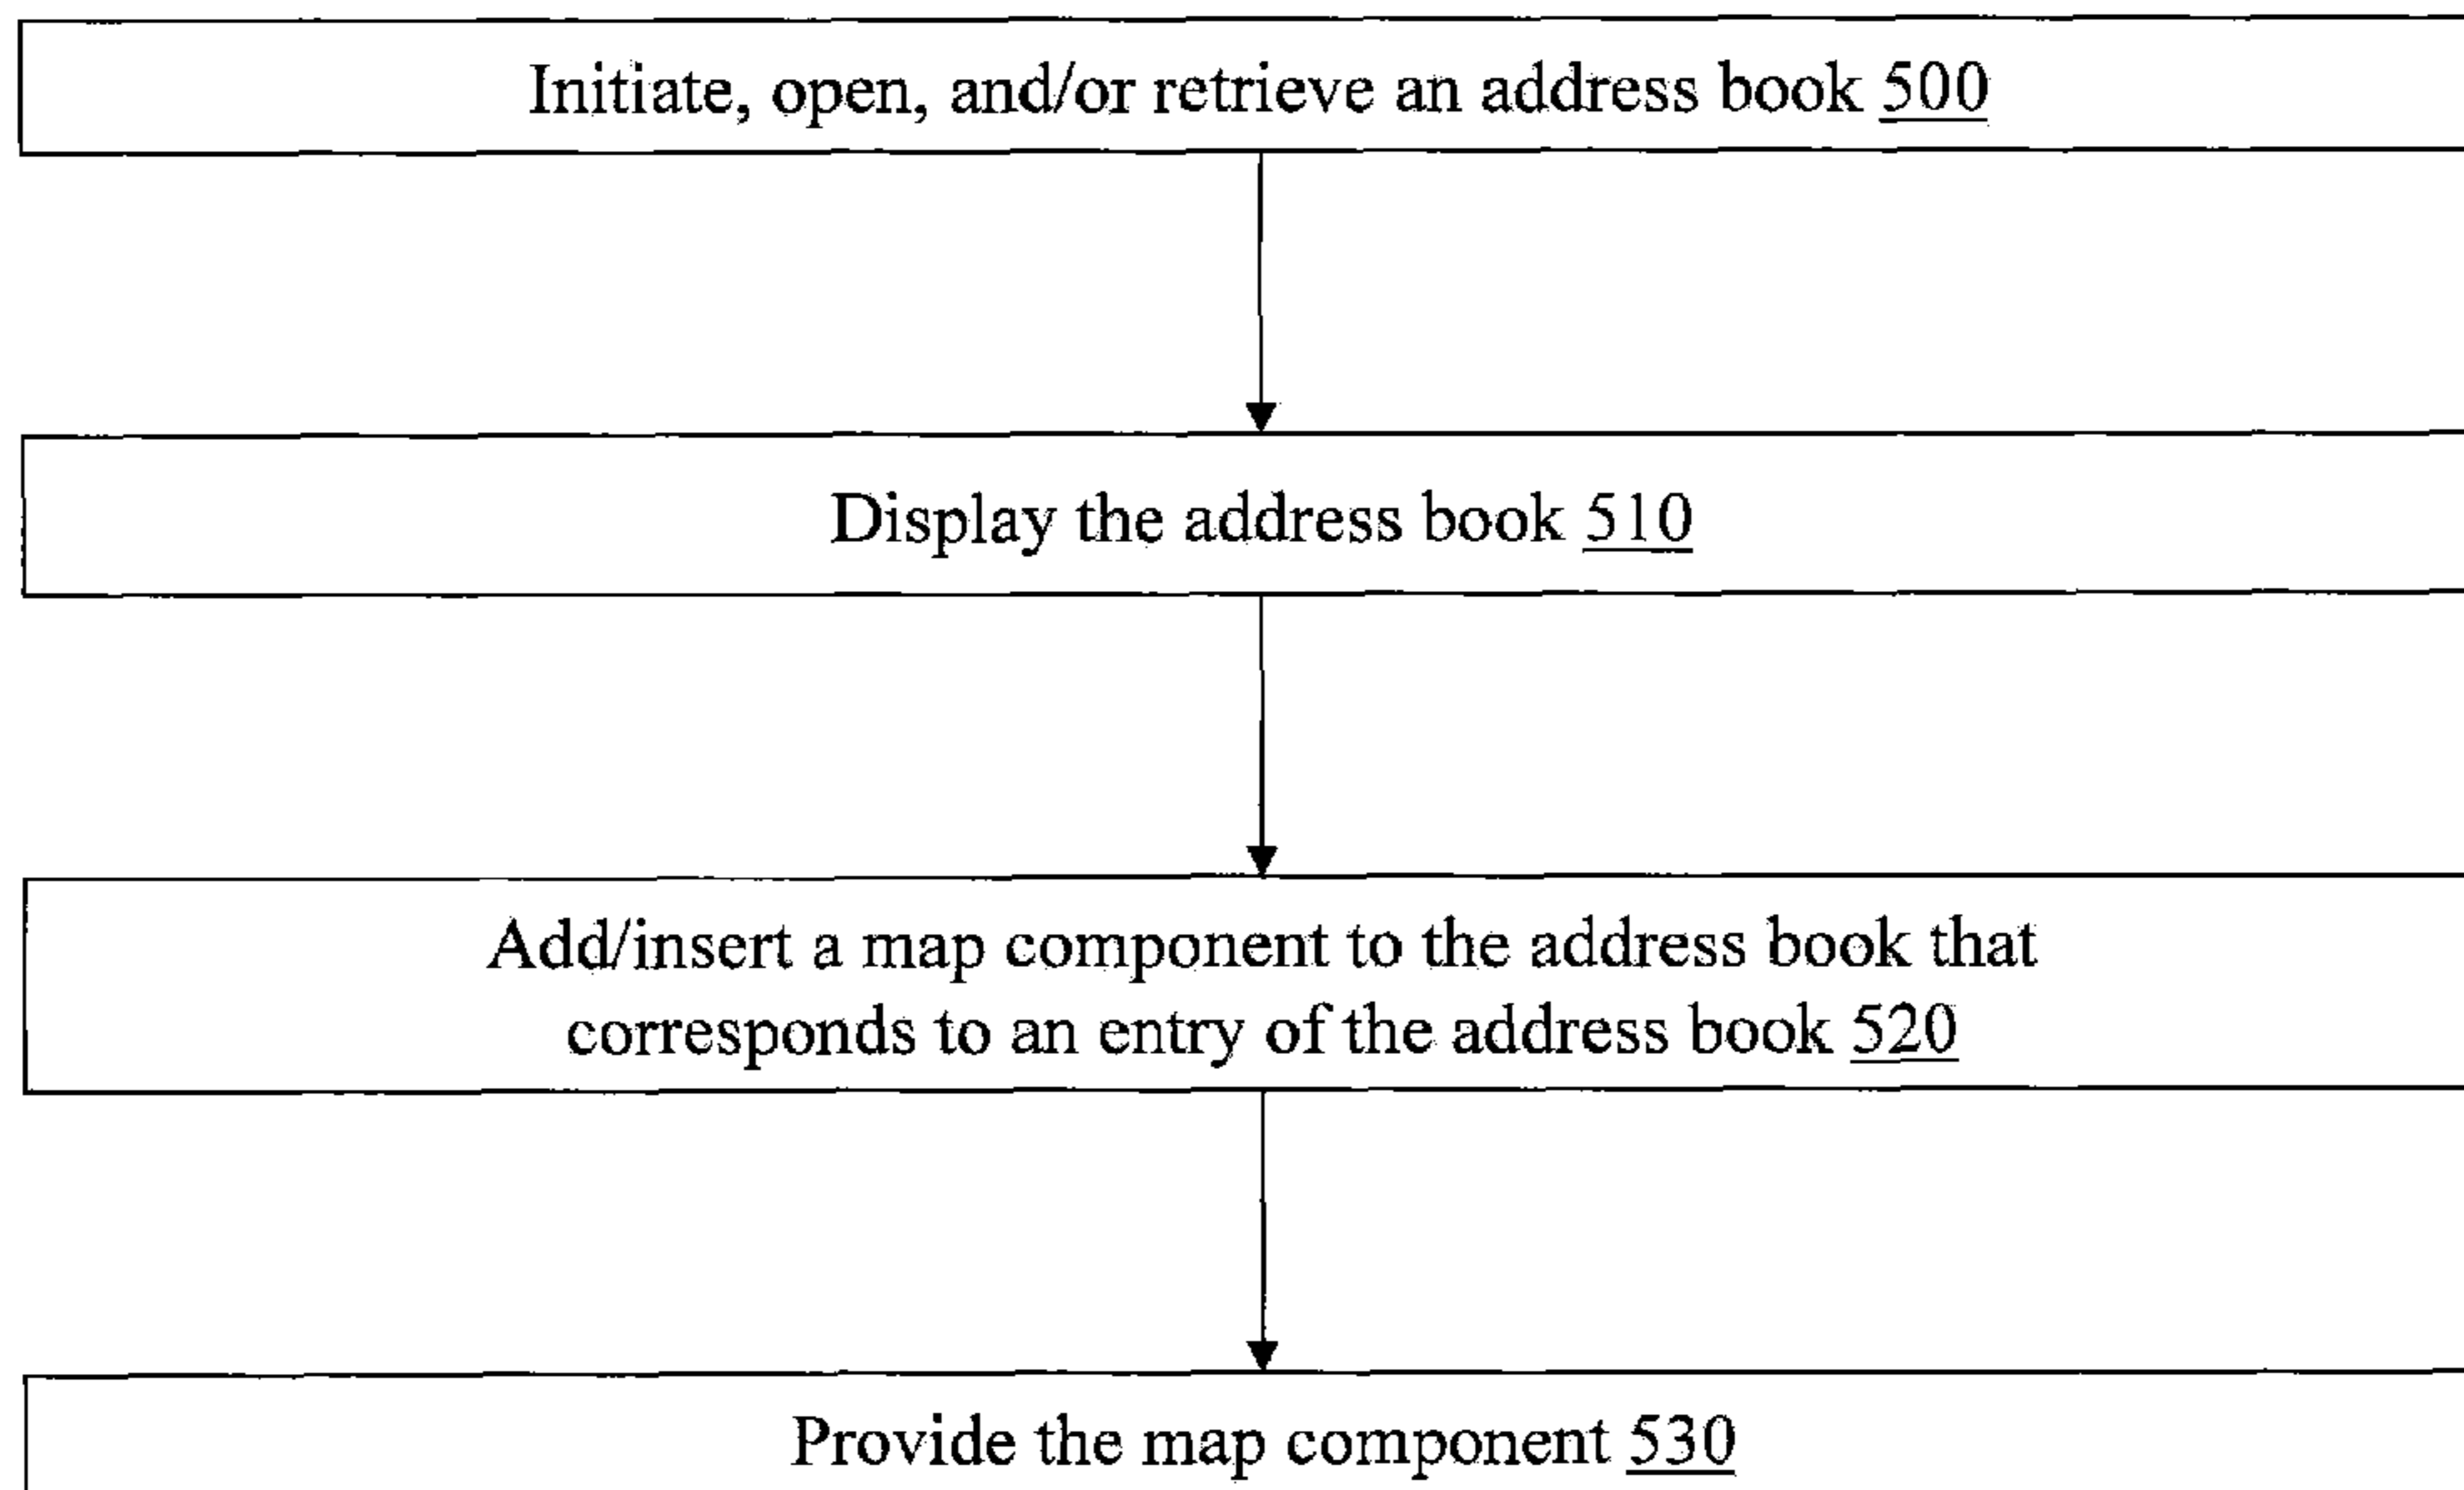 Initiate, open, and/or retrieve an address book 500
Display the address book 510
Add/insert a map component to the address book that
corresponds to an entry of the address book 520
Provide the map component 530